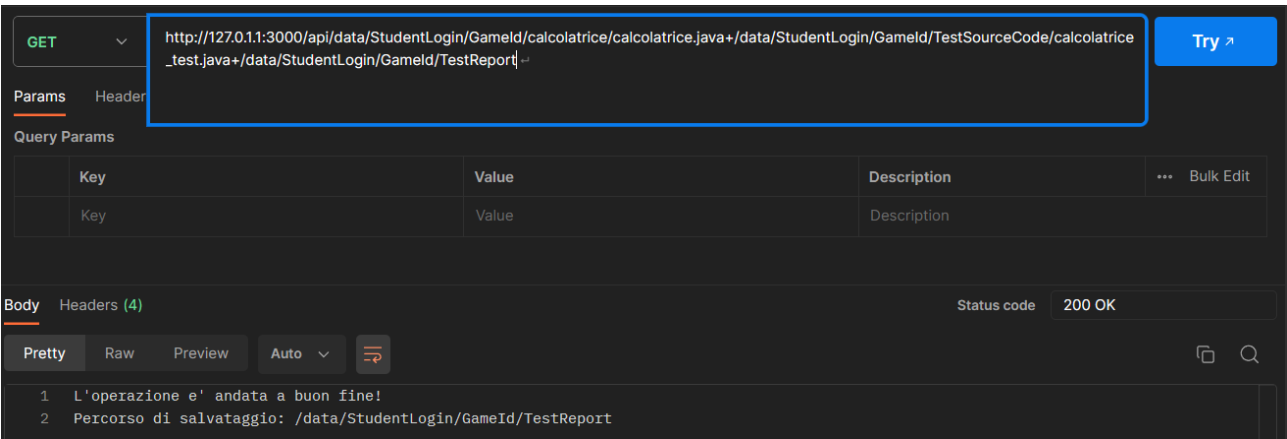 GET
http://127.0.1.1:3000/api/data/StudentLogin/GameId/calcolatrice/calcolatrice.java+/data/StudentLogin/GameId/TestSourceCode/calcolatrice
_test.java+/data/StudentLogin/GameId/TestReport
Try
Params Header
Query Params
Key Value Description ••• Bulk Edit
Key Value Description
Body Headers (4) Status code 200 OK
Pretty Raw Preview Auto
1 L'operazione e' andata a buon fine!
2 Percorso di salvataggio: /data/StudentLogin/GameId/TestReport